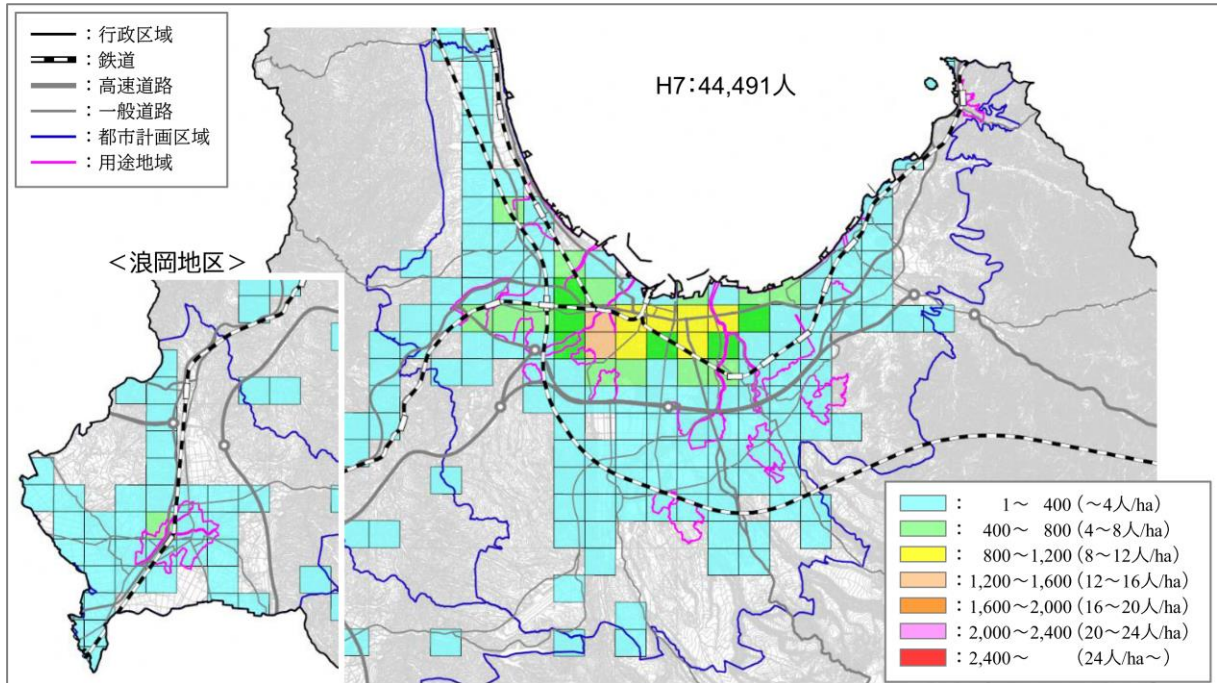 ：行政区域
：鉄道
：高速道路
：一般道路
：都市計画区域
：用途地域
H7：44,491人
＜浪岡地区＞
： 1～ 400（～4人/ha）
： 400～ 800（4～8人/ha）
： 800～1,200（8～12人/ha）
：1,200～1,600（12～16人/ha）
：1,600～2,000（16～20人/ha）
：2,000～2,400（20～24人/ha）
：2,400～ （24人/ha～）